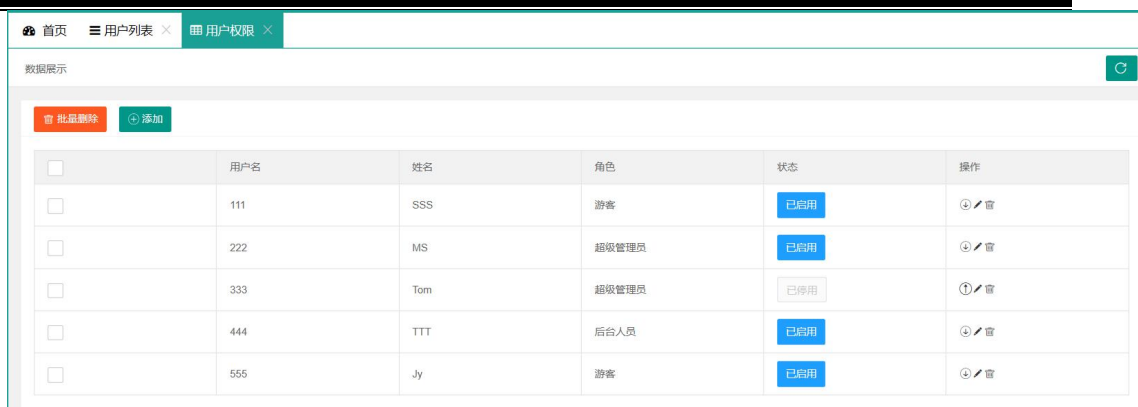 首页 用户列表 用户权限
数据展示
批量删除 添加
用户名 姓名 角色 状态 操作
111 SSS 游客 已启用
222 MS 超级管理员 已启用
333 Tom 超级管理员 已停用
444 TTT 后台人员 已启用
555 Jy 游客 已启用